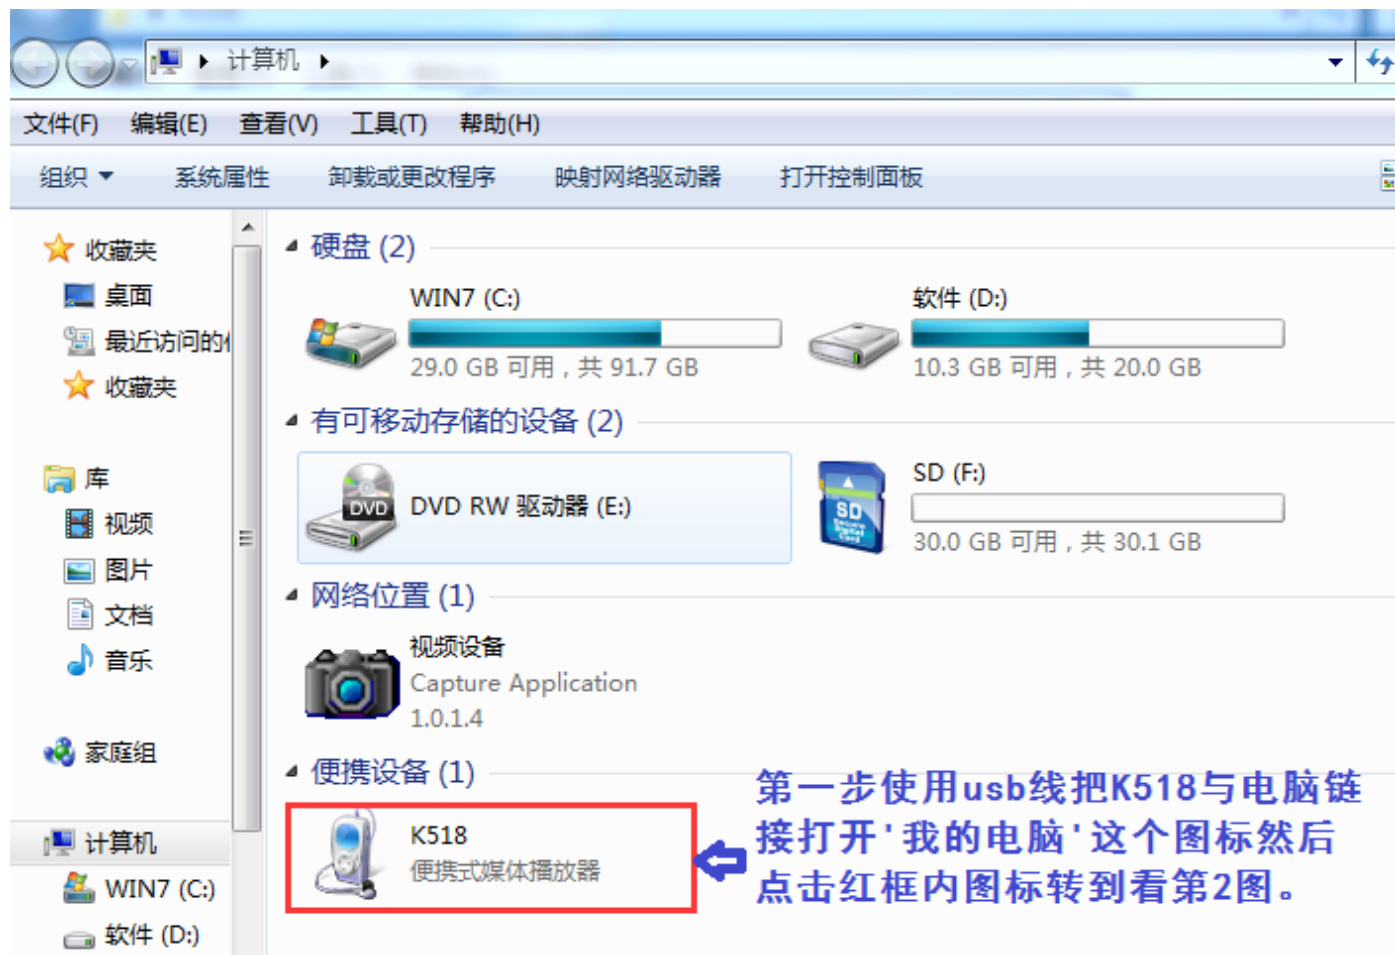 计算机
文件(F) 编辑(E) 查看(V) 工具(T) 帮助(H)
组织 系统属性 卸载或更改程序 映射网络驱动器 打开控制面板
收藏夹
桌面
最近访问的
收藏夹
库
视频
图片
文档
音乐
家庭组
计算机
WIN7 (C:)
软件 (D:)
硬盘 (2)
WIN7 (C:)
29.0 GB 可用，共 91.7 GB
软件 (D:)
10.3 GB 可用，共 20.0 GB
有可移动存储的设备 (2)
DVD
DVD RW 驱动器 (E:)
SD
SD (F:)
30.0 GB 可用，共 30.1 GB
网络位置 (1)
视频设备
Capture Application
1.0.1.4
便携设备 (1)
K518
便携式媒体播放器
第一步使用usb线把K518与电脑链
接打开'我的电脑'这个图标然后
点击红框内图标转到看第2图。